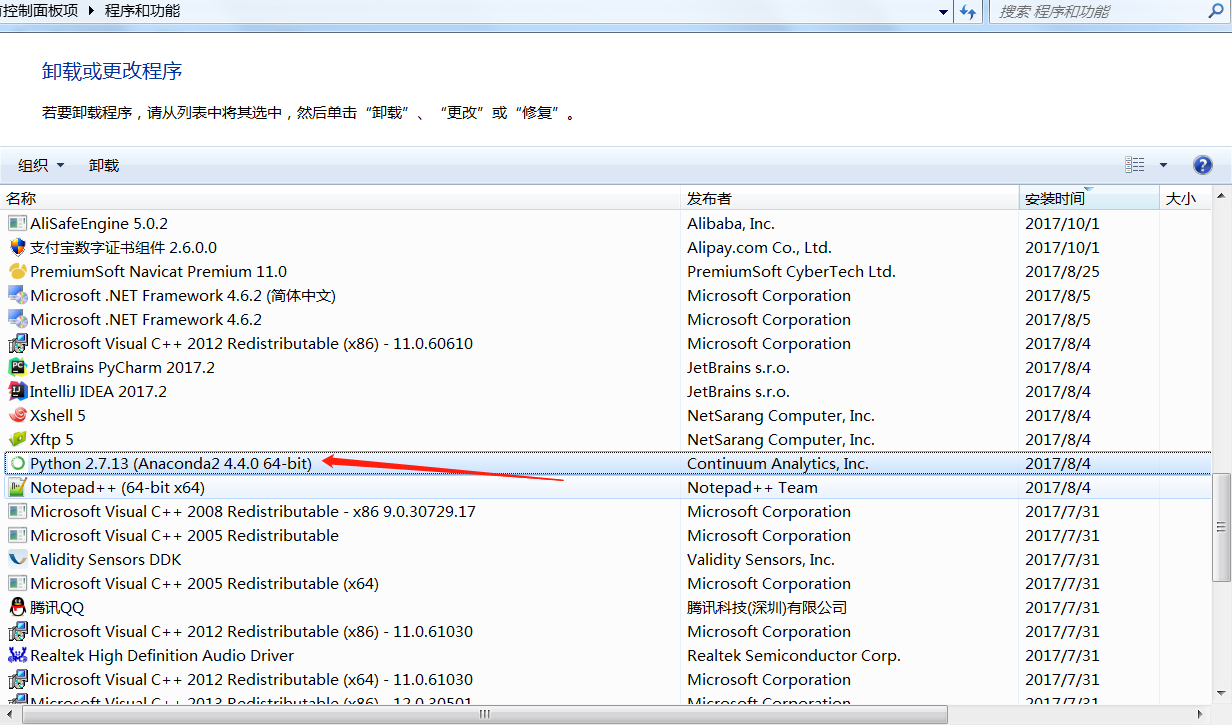 控制面板项 程序和功能 搜索 程序和功能
卸载或更改程序
若要卸载程序，请从列表中将其选中，然后单击“卸载”、“更改”或“修复”。
组织 卸载
名称 发布者 安装时间 大小
AliSafeEngine 5.0.2 Alibaba, Inc. 2017/10/1
支付宝数字证书组件 2.6.0.0 Alipay.com Co., Ltd. 2017/10/1
PremiumSoft Navicat Premium 11.0 PremiumSoft CyberTech Ltd. 2017/8/25
Microsoft .NET Framework 4.6.2 (简体中文) Microsoft Corporation 2017/8/5
Microsoft .NET Framework 4.6.2 Microsoft Corporation 2017/8/5
Microsoft Visual C++ 2012 Redistributable (x86) - 11.0.60610 Microsoft Corporation 2017/8/4
JetBrains PyCharm 2017.2 JetBrains s.r.o. 2017/8/4
IntelliJ IDEA 2017.2 JetBrains s.r.o. 2017/8/4
Xshell 5 NetSarang Computer, Inc. 2017/8/4
Xftp 5 NetSarang Computer, Inc. 2017/8/4
Python 2.7.13 (Anaconda2 4.4.0 64-bit) Continuum Analytics, Inc. 2017/8/4
Notepad++ (64-bit x64) Notepad++ Team 2017/8/4
Microsoft Visual C++ 2008 Redistributable - x86 9.0.30729.17 Microsoft Corporation 2017/7/31
Microsoft Visual C++ 2005 Redistributable Microsoft Corporation 2017/7/31
Validity Sensors DDK Validity Sensors, Inc. 2017/7/31
Microsoft Visual C++ 2005 Redistributable (x64) Microsoft Corporation 2017/7/31
腾讯QQ 腾讯科技(深圳)有限公司 2017/7/31
Microsoft Visual C++ 2012 Redistributable (x86) - 11.0.61030 Microsoft Corporation 2017/7/31
Realtek High Definition Audio Driver Realtek Semiconductor Corp. 2017/7/31
Microsoft Visual C++ 2012 Redistributable (x64) - 11.0.61030 Microsoft Corporation 2017/7/31
Microsoft Visual C++ 2013 Redistributable (x86) - 12.0.30501 Microsoft Corporation 2017/7/31